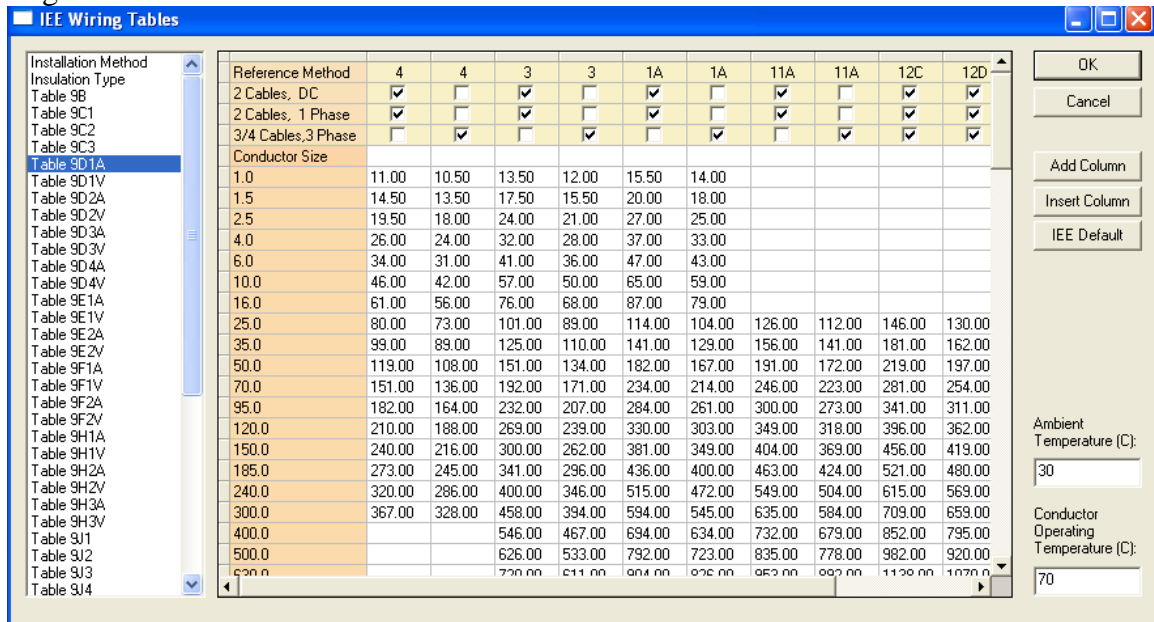 IEE Wiring Tables
Installation Method
Insulation Type
Table 9B
Table 9C1
Table 9C2
Table 9C3
Table 9D1A
Table 9D1V
Table 9D2A
Table 9D2V
Table 9D3A
Table 9D3V
Table 9D4A
Table 9D4V
Table 9E1A
Table 9E1V
Table 9E2A
Table 9E2V
Table 9F1A
Table 9F1V
Table 9F2A
Table 9F2V
Table 9H1A
Table 9H1V
Table 9H2A
Table 9H2V
Table 9H3A
Table 9H3V
Table 9J1
Table 9J2
Table 9J3
Table 9J4
Reference Method 4 4 3 3 1A 1A 11A 11A 12C 12D
2 Cables, DC
2 Cables, 1 Phase
3/4 Cables,3 Phase
Conductor Size
1.0 11.00 10.50 13.50 12.00 15.50 14.00
1.5 14.50 13.50 17.50 15.50 20.00 18.00
2.5 19.50 18.00 24.00 21.00 27.00 25.00
4.0 26.00 24.00 32.00 28.00 37.00 33.00
6.0 34.00 31.00 41.00 36.00 47.00 43.00
10.0 46.00 42.00 57.00 50.00 65.00 59.00
16.0 61.00 56.00 76.00 68.00 87.00 79.00
25.0 80.00 73.00 101.00 89.00 114.00 104.00 126.00 112.00 146.00 130.00
35.0 99.00 89.00 125.00 110.00 141.00 129.00 156.00 141.00 181.00 162.00
50.0 119.00 108.00 151.00 134.00 182.00 167.00 191.00 172.00 219.00 197.00
70.0 151.00 136.00 192.00 171.00 234.00 214.00 246.00 223.00 281.00 254.00
95.0 182.00 164.00 232.00 207.00 284.00 261.00 300.00 273.00 341.00 311.00
120.0 210.00 188.00 269.00 239.00 330.00 303.00 349.00 318.00 396.00 362.00
150.0 240.00 216.00 300.00 262.00 381.00 349.00 404.00 369.00 456.00 419.00
185.0 273.00 245.00 341.00 296.00 436.00 400.00 463.00 424.00 521.00 480.00
240.0 320.00 286.00 400.00 346.00 515.00 472.00 549.00 504.00 615.00 569.00
300.0 367.00 328.00 458.00 394.00 594.00 545.00 635.00 584.00 709.00 659.00
400.0 546.00 467.00 694.00 634.00 732.00 679.00 852.00 795.00
500.0 626.00 533.00 792.00 723.00 835.00 778.00 982.00 920.00
OK
Cancel
Add Column
Insert Column
IEE Default
Ambient
Temperature (C):
30
Conductor
Operating
Temperature (C):
70